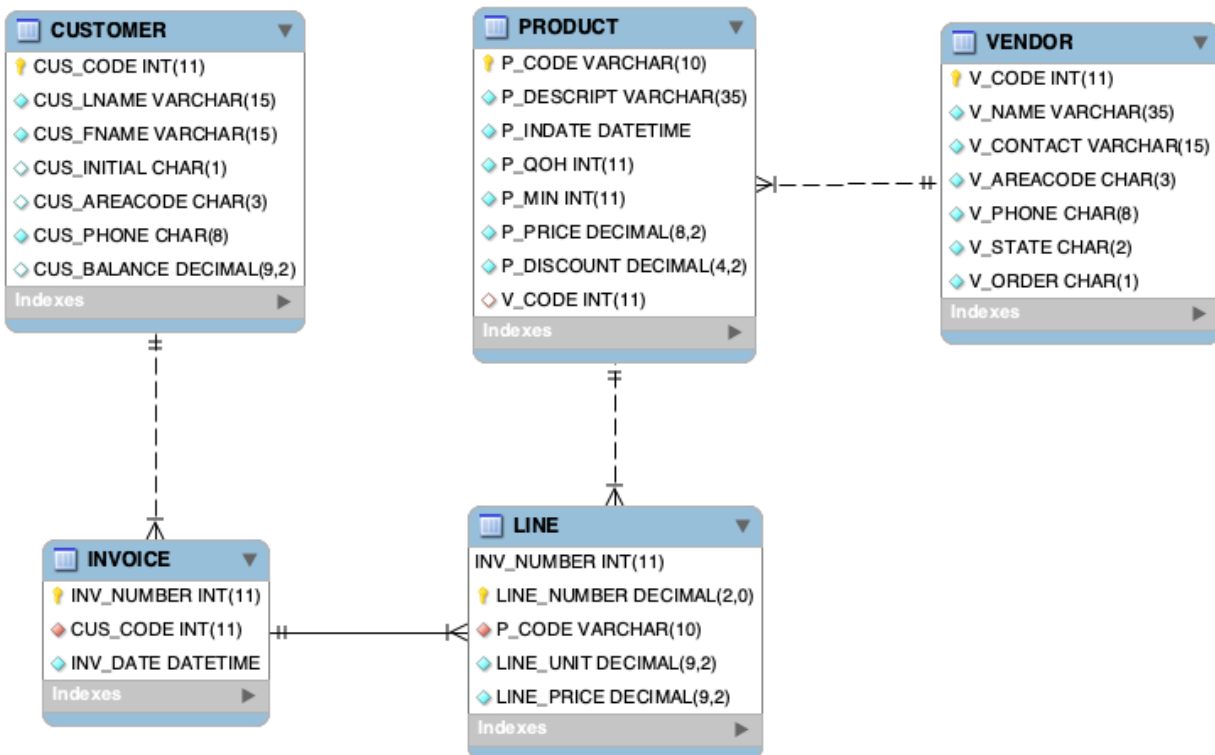 CUSTOMER
CUS_CODE INT(11)
CUS_LNAME VARCHAR(15)
CUS_FNAME VARCHAR(15)
CUS_INITIAL CHAR(1)
CUS_AREACODE CHAR(3)
CUS_PHONE CHAR(8)
CUS_BALANCE DECIMAL(9,2)
Indexes
PRODUCT
P_CODE VARCHAR(10)
P_DESCRIPT VARCHAR(35)
P_INDATE DATETIME
P_QOH INT(11)
P_MIN INT(11)
P_PRICE DECIMAL(8,2)
P_DISCOUNT DECIMAL(4,2)
V_CODE INT(11)
Indexes
VENDOR
V_CODE INT(11)
V_NAME VARCHAR(35)
V_CONTACT VARCHAR(15)
V_AREACODE CHAR(3)
V_PHONE CHAR(8)
V_STATE CHAR(2)
V_ORDER CHAR(1)
Indexes
INVOICE
INV_NUMBER INT(11)
CUS_CODE INT(11)
INV_DATE DATETIME
Indexes
LINE
INV_NUMBER INT(11)
LINE_NUMBER DECIMAL(2,0)
P_CODE VARCHAR(10)
LINE_UNIT DECIMAL(9,2)
LINE_PRICE DECIMAL(9,2)
Indexes